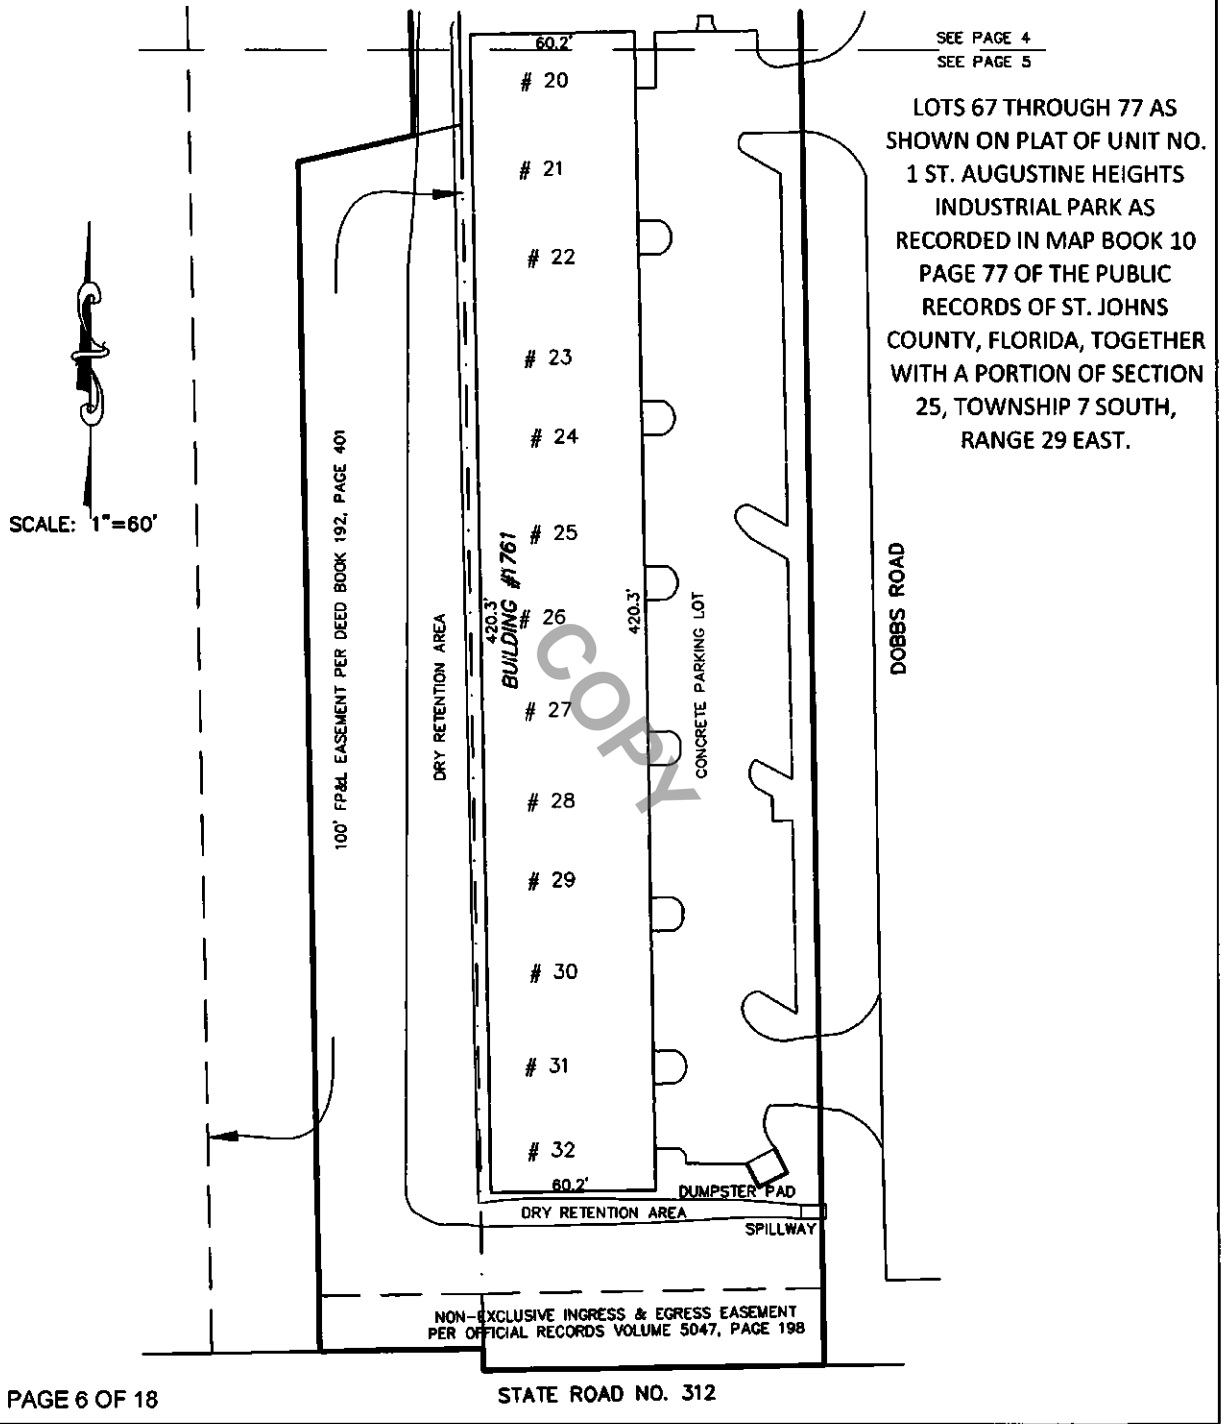 60.2'
SEE PAGE 4
SEE PAGE 5
# 20
LOTS 67 THROUGH 77 AS
SHOWN ON PLAT OF UNIT NO.
1 ST. AUGUSTINE HEIGHTS
INDUSTRIAL PARK AS
RECORDED IN MAP BOOK 10
PAGE 77 OF THE PUBLIC
RECORDS OF ST. JOHNS
COUNTY, FLORIDA, TOGETHER
WITH A PORTION OF SECTION
25, TOWNSHIP 7 SOUTH,
RANGE 29 EAST.
# 21
# 22
# 23
# 24
SCALE: 1"=60'
100' FP&L EASEMENT PER DEED BOOK 192, PAGE 401
DRY RETENTION AREA
# 25
420.3'
BUILDING #1761
# 26
420.3'
CONCRETE PARKING LOT
DOBBS ROAD
COPY
# 27
# 28
# 29
# 30
# 31
# 32
60.2'
DUMPSTER PAD
DRY RETENTION AREA
SPILLWAY
NON-EXCLUSIVE INGRESS & EGRESS EASEMENT
PER OFFICIAL RECORDS VOLUME 5047, PAGE 198
PAGE 6 OF 18
STATE ROAD NO. 312